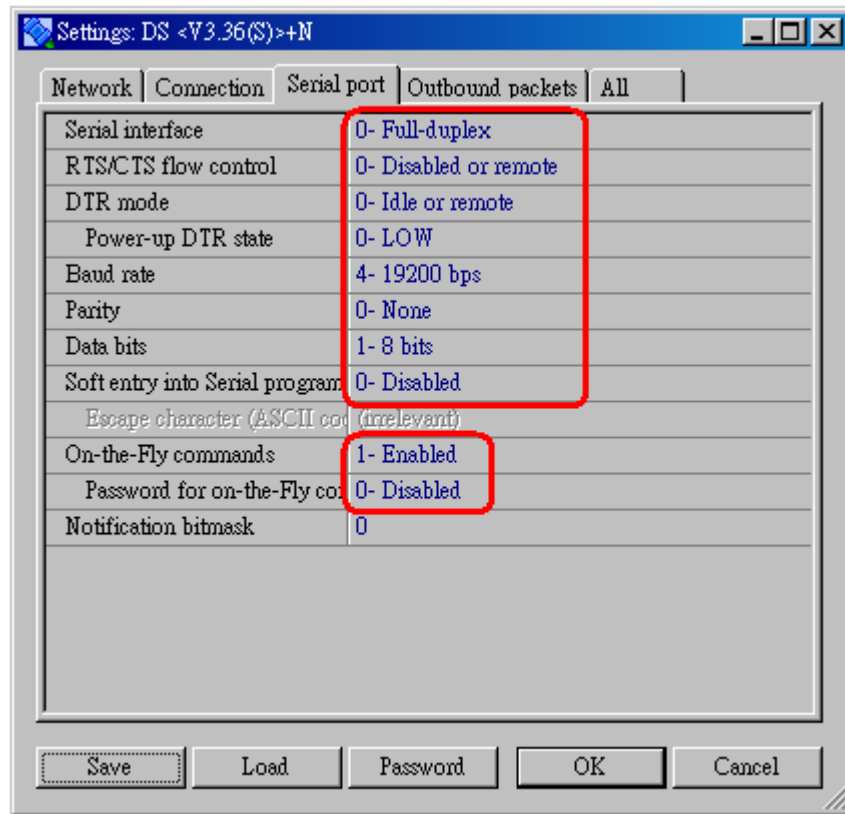 Settings: DS <V3.36(S)>+N
Network Connection Serial port Outbound packets All
Serial interface 0- Full-duplex
RTS/CTS flow control 0- Disabled or remote
DTR mode 0- Idle or remote
Power-up DTR state 0- LOW
Baud rate 4- 19200 bps
Parity 0- None
Data bits 1- 8 bits
Soft entry into Serial program 0- Disabled
Escape character (ASCII cod (irrelevant)
On-the-Fly commands 1- Enabled
Password for on-the-Fly co 0- Disabled
Notification bitmask 0
Save Load Password OK Cancel